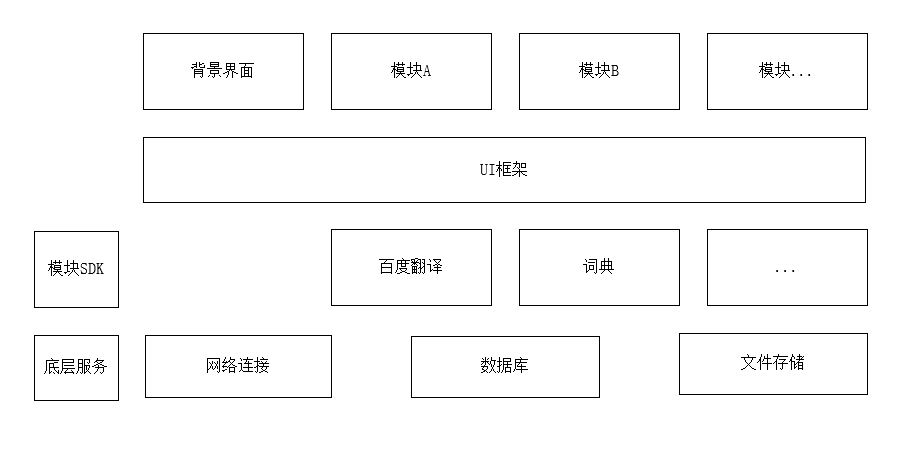 背景界面
模块A
模块B
模块...
UI框架
模块SDK
百度翻译
词典
...
底层服务
网络连接
数据库
文件存储